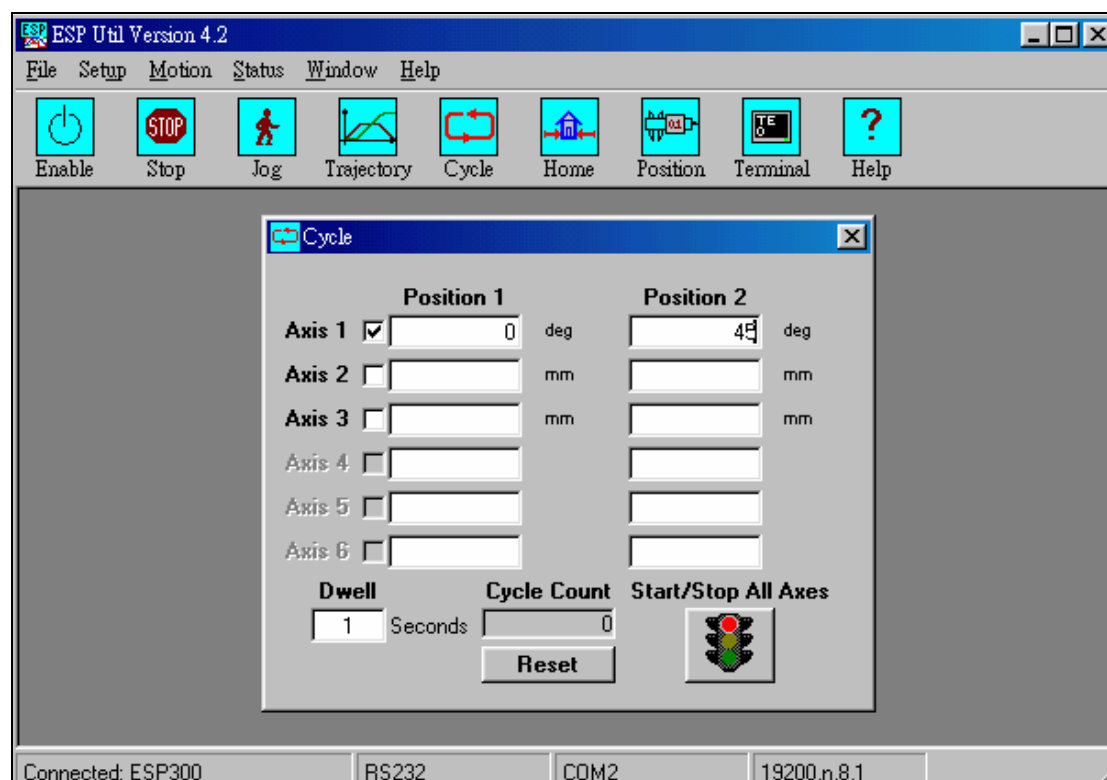 ESP Util Version 4.2
File Setup Motion Status Window Help
STOP
0.1
Enable Stop Jog Trajectory Cycle Home Position Terminal Help
Cycle
Position 1 Position 2
Axis 1 0 deg 45 deg
Axis 2 mm mm
Axis 3 mm mm
Axis 4
Axis 5
Axis 6
Dwell Cycle Count Start/Stop All Axes
1 Seconds 0
Reset
Connected: ESP300 RS232 COM2 19200,n,8,1